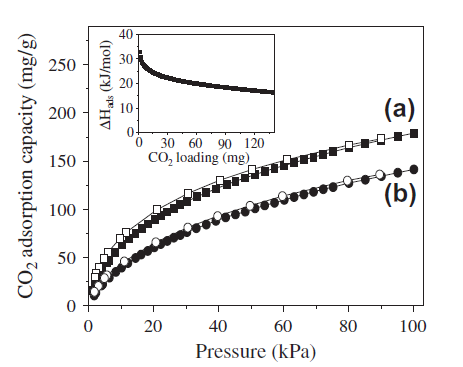 CO₂ adsorption capacity (mg/g)
250
200
150
100
50
0
ΔHₐds (kJ/mol)
40
30
20
10
0
0 30 60 90 120
CO₂ loading (mg)
(a)
(b)
0 20 40 60 80 100
Pressure (kPa)